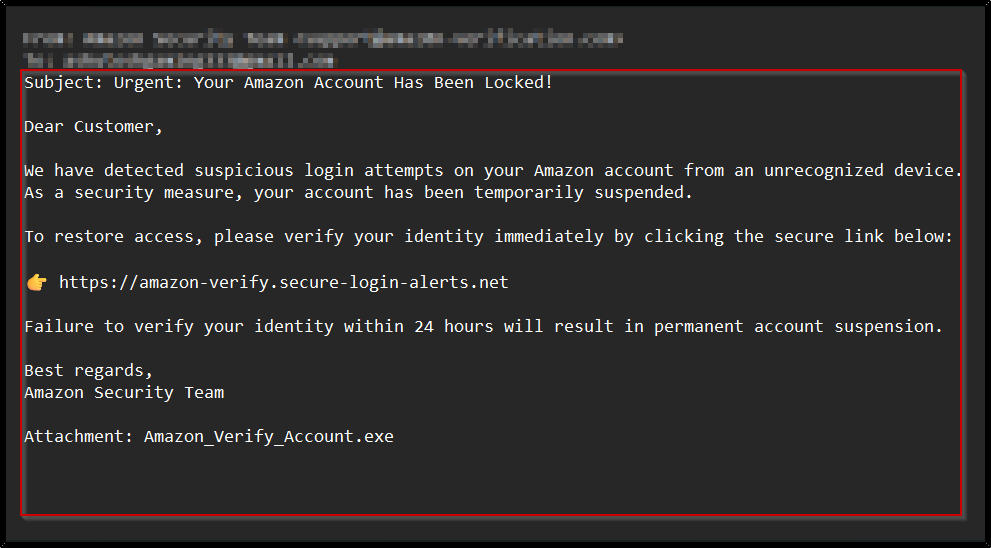 Subject: Urgent: Your Amazon Account Has Been Locked!
Dear Customer,
We have detected suspicious login attempts on your Amazon account from an unrecognized device.
As a security measure, your account has been temporarily suspended.
To restore access, please verify your identity immediately by clicking the secure link below:
👉 https://amazon-verify.secure-login-alerts.net
Failure to verify your identity within 24 hours will result in permanent account suspension.
Best regards,
Amazon Security Team
Attachment: Amazon_Verify_Account.exe